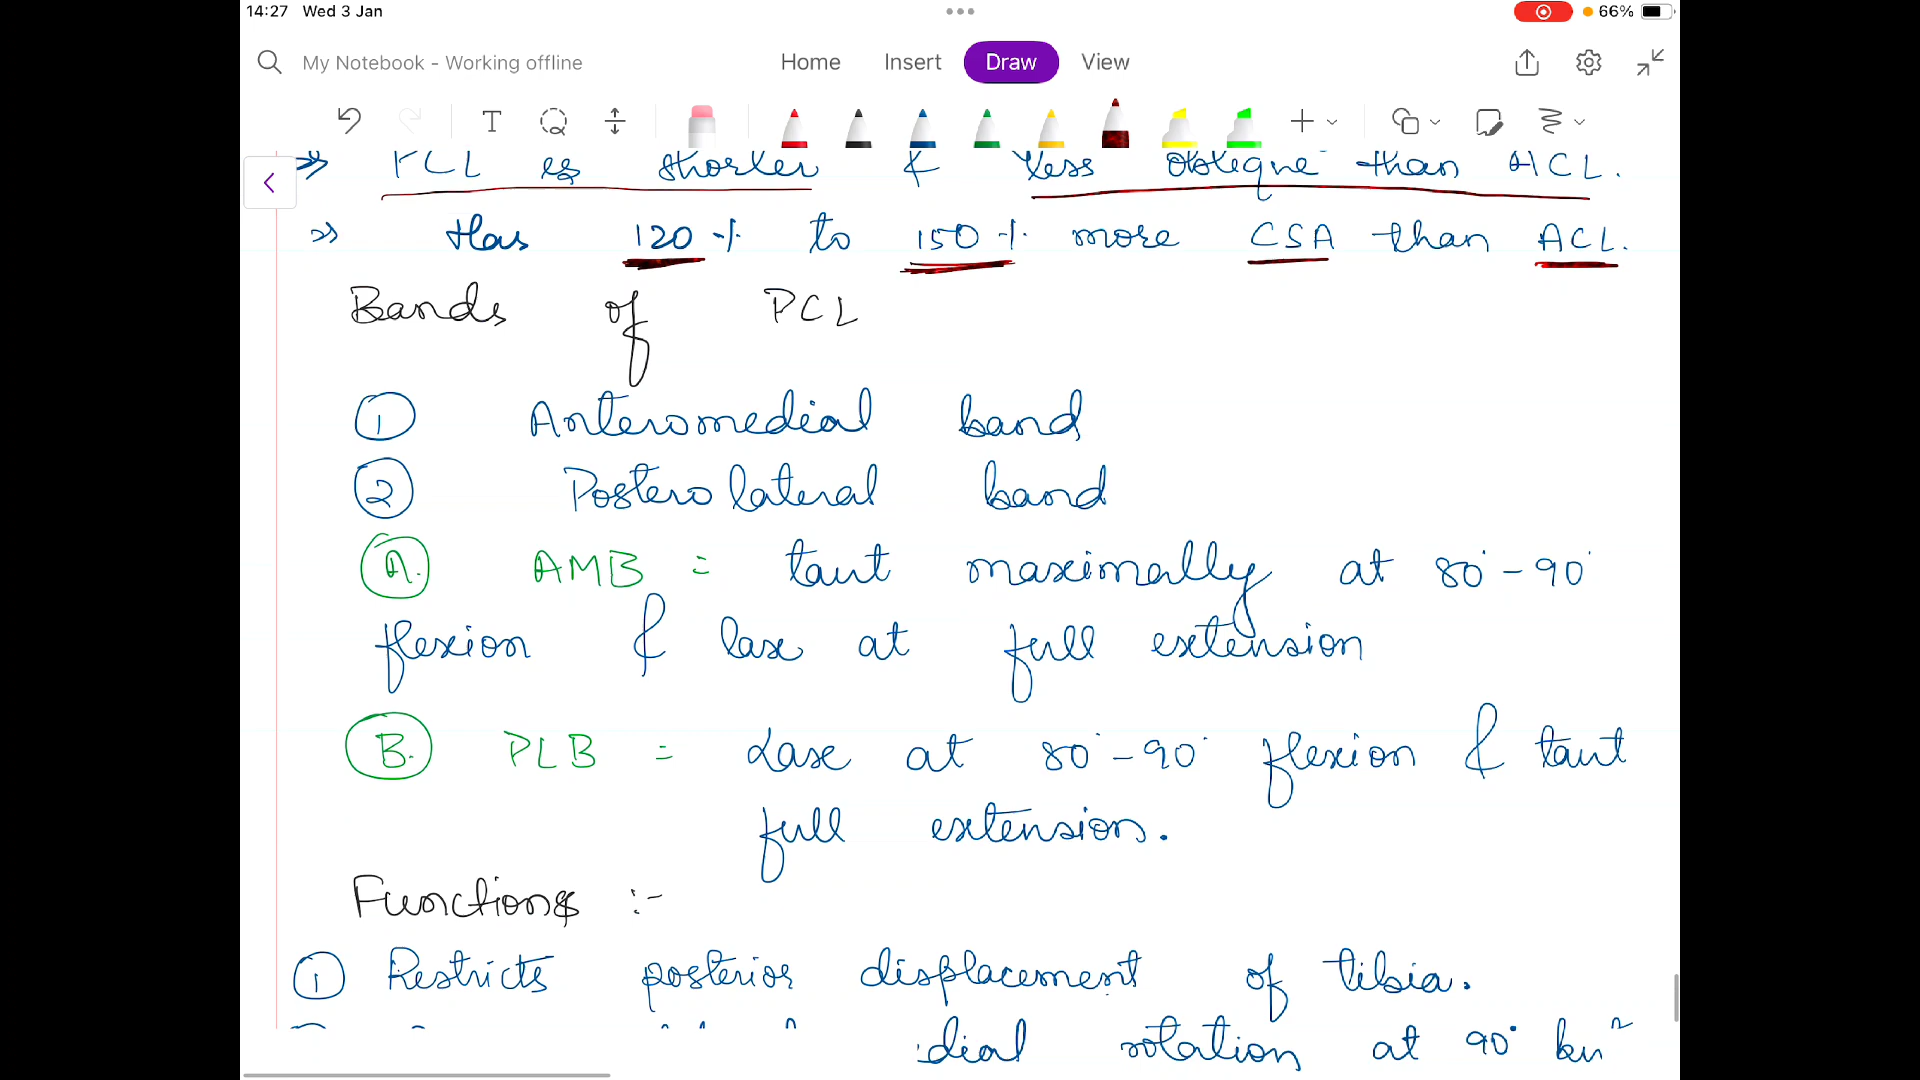 14:27 Wed 3 Jan
66%
My Notebook - Working offline
Home Insert Draw View
» PCL is shorter & less oblique than ACL.
» Has 120% to 150% more CSA than ACL.
Bands of PCL
① Anteromedial band
② Posterolateral band
Ⓐ. AMB = taut maximally at 80° - 90°
flexion & lax at full extension
Ⓑ. PLB = Lax at 80° - 90° flexion & taut
full extension.
Functions :-
① Restricts posterior displacement of tibia.
dial rotation at 90°